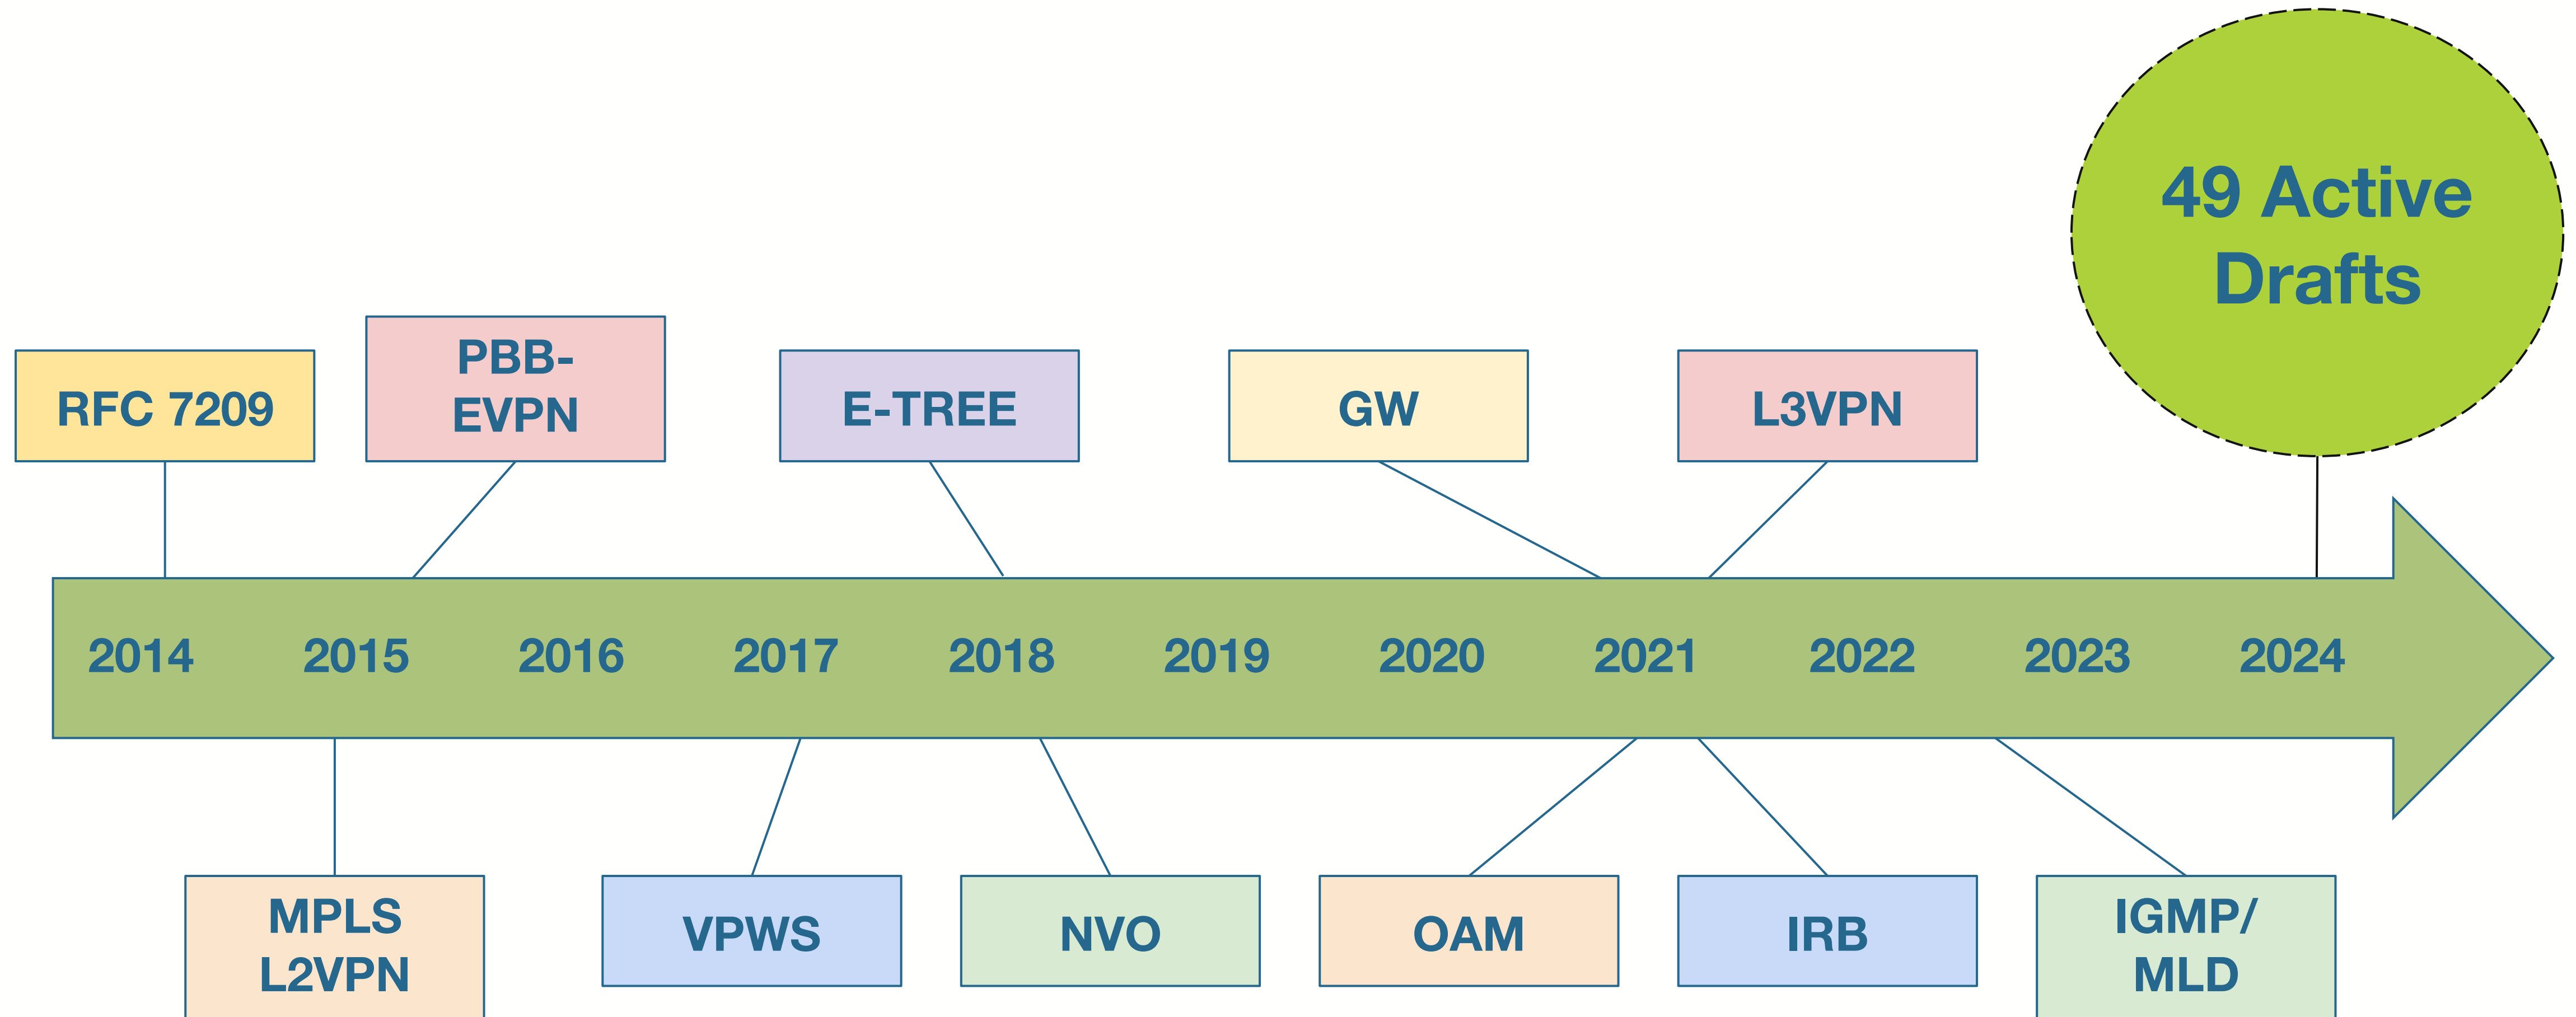 49 Active
Drafts
RFC 7209
PBB-
EVPN
E-TREE
GW
L3VPN
2014
2015
2016
2017
2018
2019
2020
2021
2022
2023
2024
MPLS
L2VPN
VPWS
NVO
OAM
IRB
IGMP/
MLD